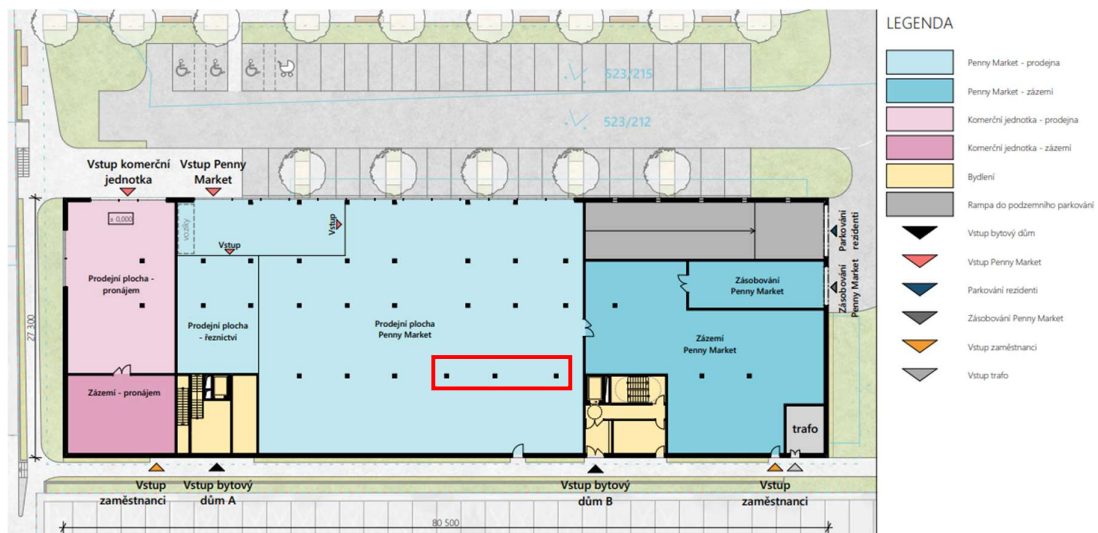 LEGENDA
Penny Market - prodejna
Penny Market - zázemí
Komerční jednotka - prodejna
Komerční jednotka - zázemí
Bydlení
Rampa do podzemního parkování
Vstup bytový dům
Vstup Penny Market
Parkování rezidenti
Zásobování Penny Market
Vstup zaměstnanci
Vstup trafo
523/215
523/212
Vstup komerční
jednotka
Vstup Penny
Market
± 0,000
vozíky
Vstup
Vstup
Prodejní plocha -
pronájem
Prodejní plocha
- řeznictví
Prodejní plocha
Penny Market
Zásobování
Penny Market
Zázemí
Penny Market
Parkování
rezidenti
Zásobování
Penny Market
Zázemí - pronájem
trafo
27 300
Vstup
zaměstnanci
Vstup bytový
dům A
Vstup bytový
dům B
Vstup
zaměstnanci
80 500